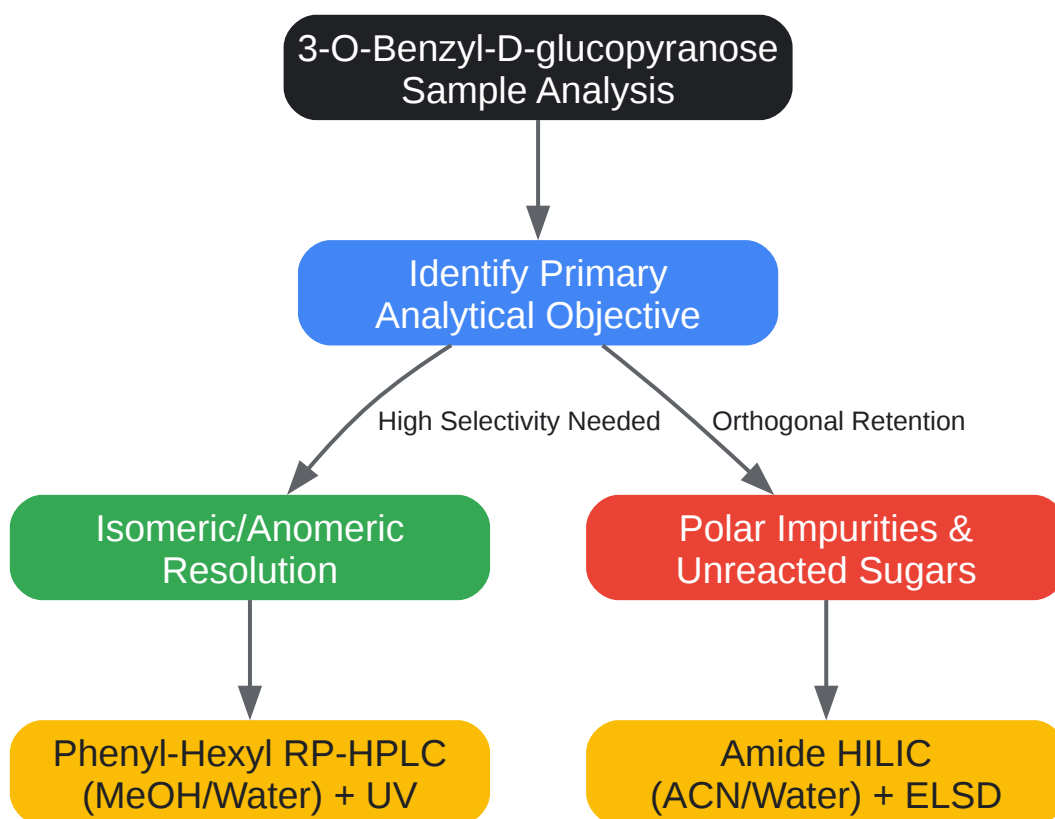 3-O-Benzyl-D-glucopyranose
Sample Analysis
Identify Primary
Analytical Objective
High Selectivity Needed
Orthogonal Retention
Isomeric/Anomeric
Resolution
Polar Impurities &
Unreacted Sugars
Phenyl-Hexyl RP-HPLC
(MeOH/Water) + UV
Amide HILIC
(ACN/Water) + ELSD